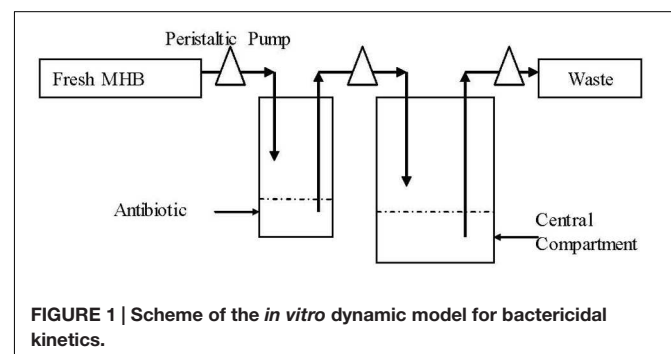 Peristaltic Pump
Fresh MHB
Waste
Antibiotic
Central
Compartment
FIGURE 1 | Scheme of the in vitro dynamic model for bactericidal
kinetics.